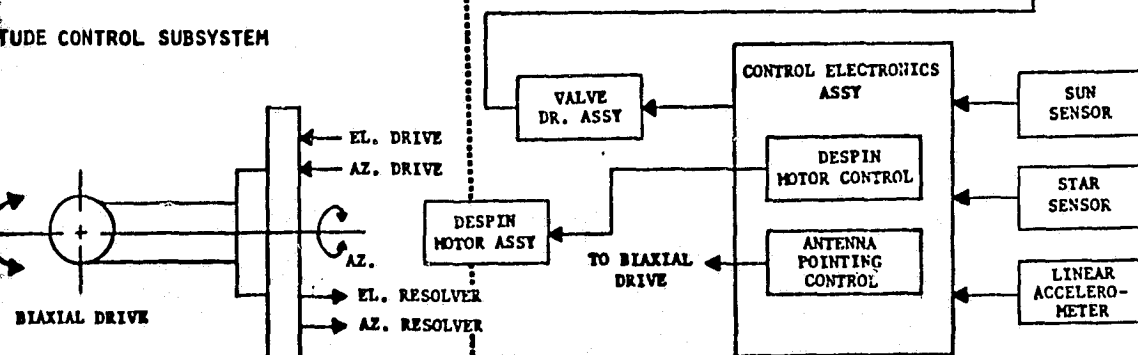 TUDE CONTROL SUBSYSTEM
CONTROL ELECTRONICS
ASSY
VALVE
DR. ASSY
SUN
SENSOR
EL. DRIVE
AZ. DRIVE
DESPIN
MOTOR CONTROL
STAR
SENSOR
DESPIN
MOTOR ASSY
AZ.
TO BIAXIAL
DRIVE
ANTENNA
POINTING
CONTROL
LINEAR
ACCELERO-
METER
EL. RESOLVER
AZ. RESOLVER
BIAXIAL DRIVE